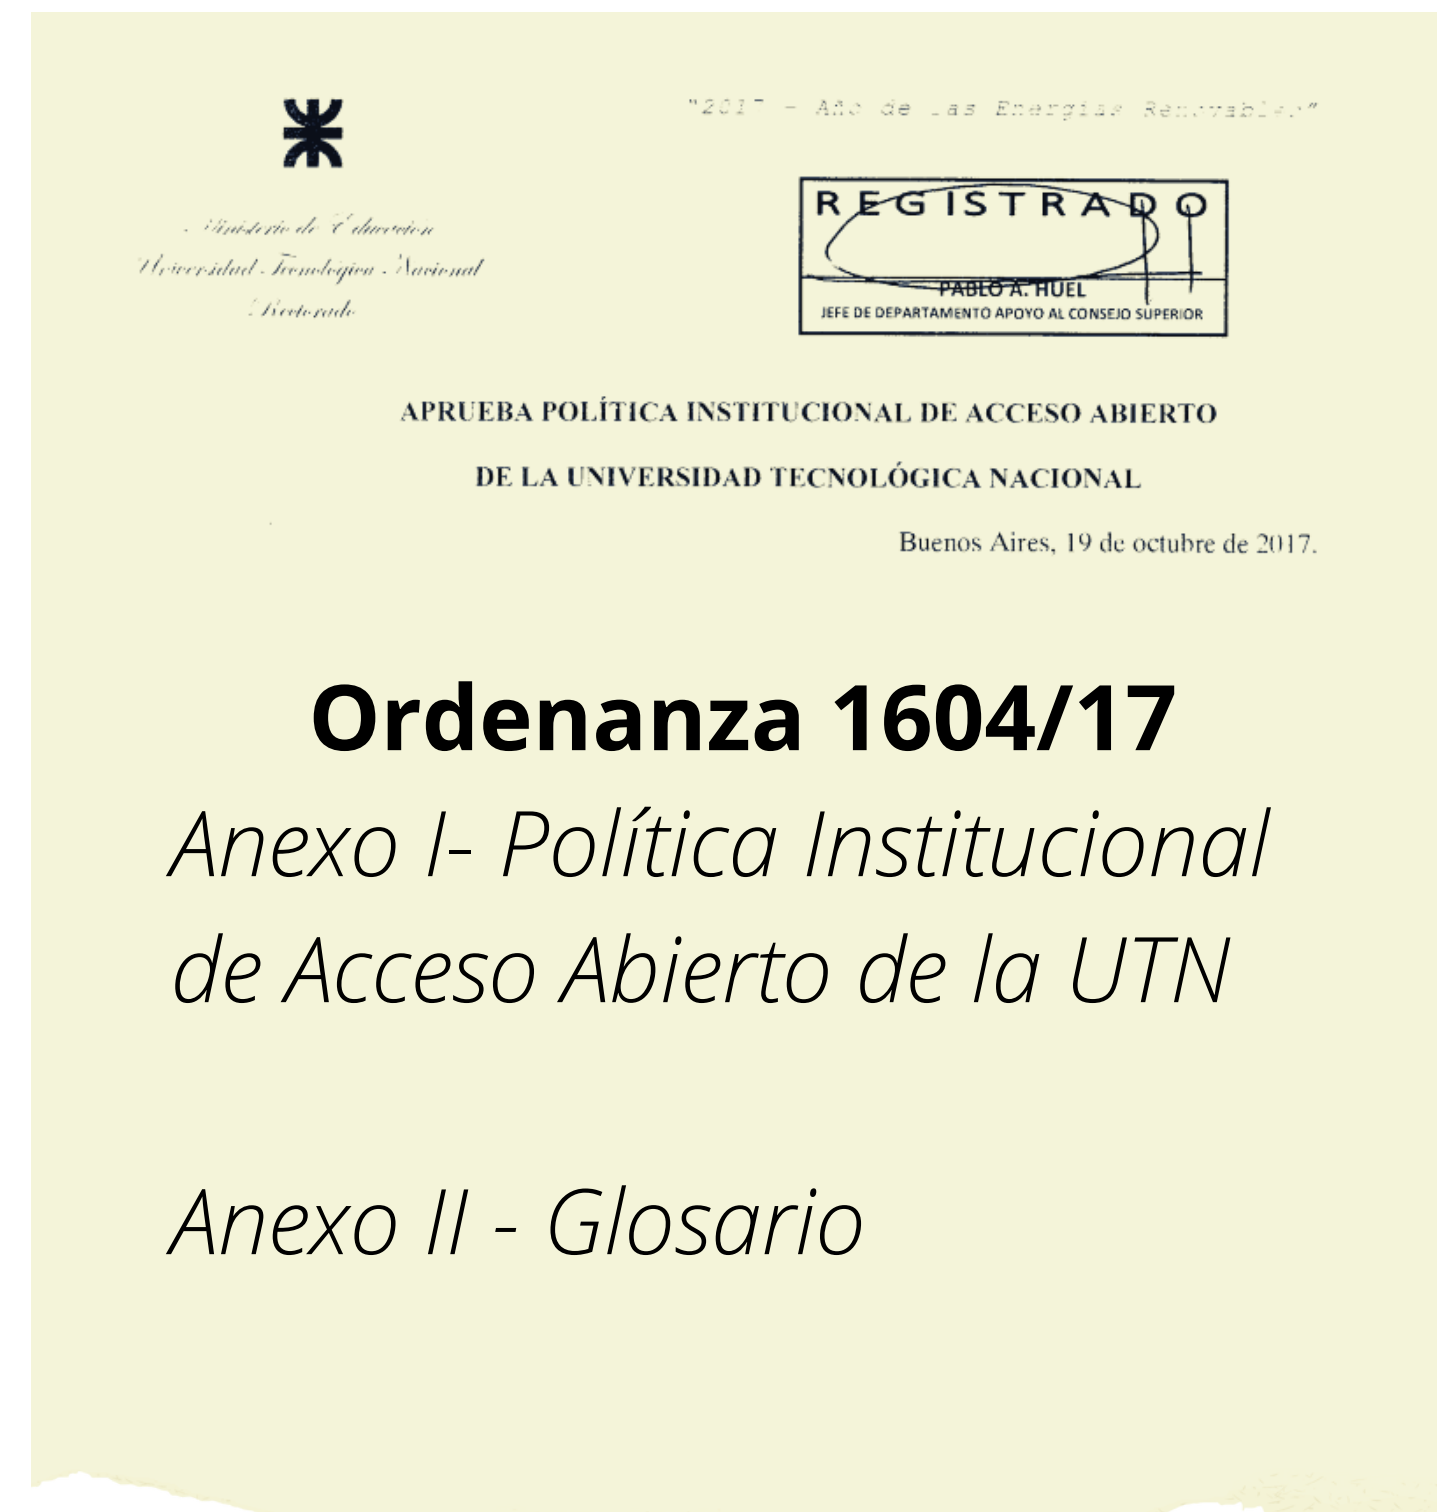 "2017 - Año de las Energías Renovables"
REGISTRADO
PABLO A. HUEL
JEFE DE DEPARTAMENTO APOYO AL CONSEJO SUPERIOR
Ministerio de Educación
Universidad Tecnológica Nacional
Rectorado
APRUEBA POLÍTICA INSTITUCIONAL DE ACCESO ABIERTO
DE LA UNIVERSIDAD TECNOLÓGICA NACIONAL
Buenos Aires, 19 de octubre de 2017.
Ordenanza 1604/17
Anexo I- Política Institucional
de Acceso Abierto de la UTN
Anexo II - Glosario